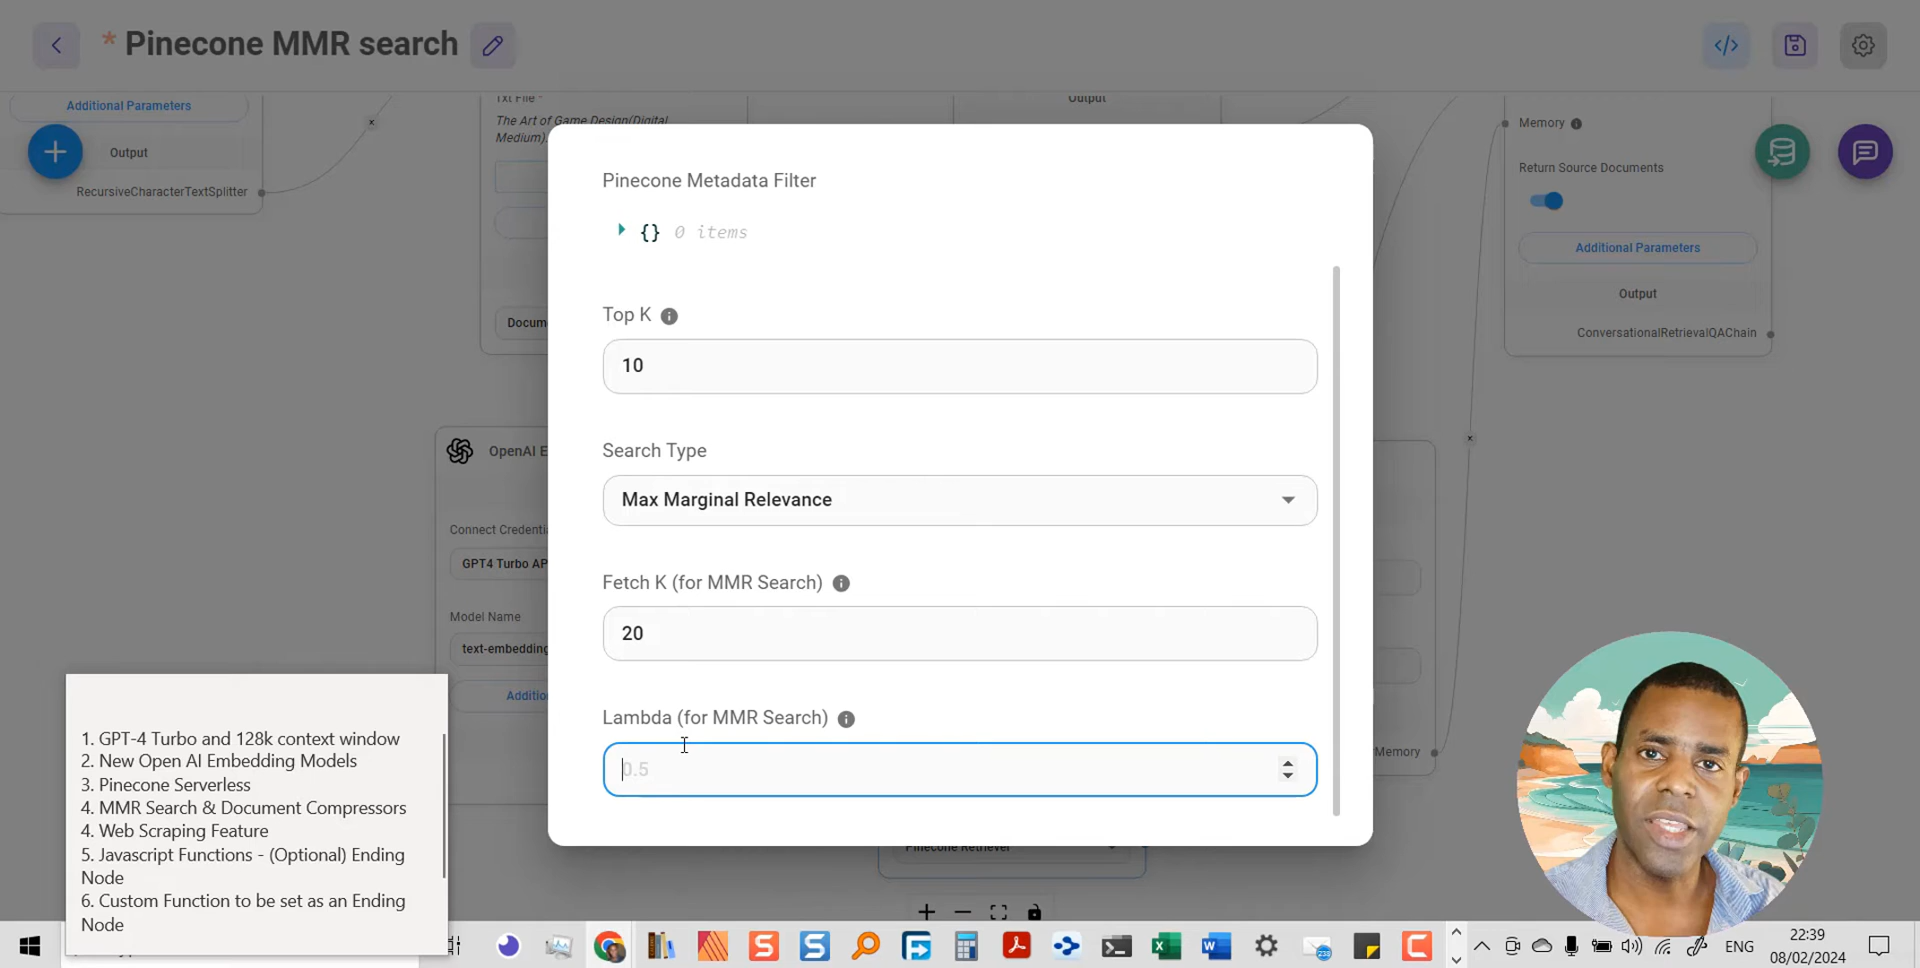 * Pinecone MMR search
Additional Parameters
Output
RecursiveCharacterTextSplitter
Txt File *
The Art of Game Design(Digital
Medium).
Docum
Output
Memory
Return Source Documents
Additional Parameters
Output
ConversationalRetrievalQAChain
Pinecone Metadata Filter
{} 0 items
Top K
10
Search Type
Max Marginal Relevance
Fetch K (for MMR Search)
20
Lambda (for MMR Search)
0.5
OpenAI E
Connect Credentia
GPT4 Turbo AP
Model Name
text-embedding
Additio
Memory
Pinecone Retriever
1. GPT-4 Turbo and 128k context window
2. New Open AI Embedding Models
3. Pinecone Serverless
4. MMR Search & Document Compressors
4. Web Scraping Feature
5. Javascript Functions - (Optional) Ending
Node
6. Custom Function to be set as an Ending
Node
ENG
22:39
08/02/2024